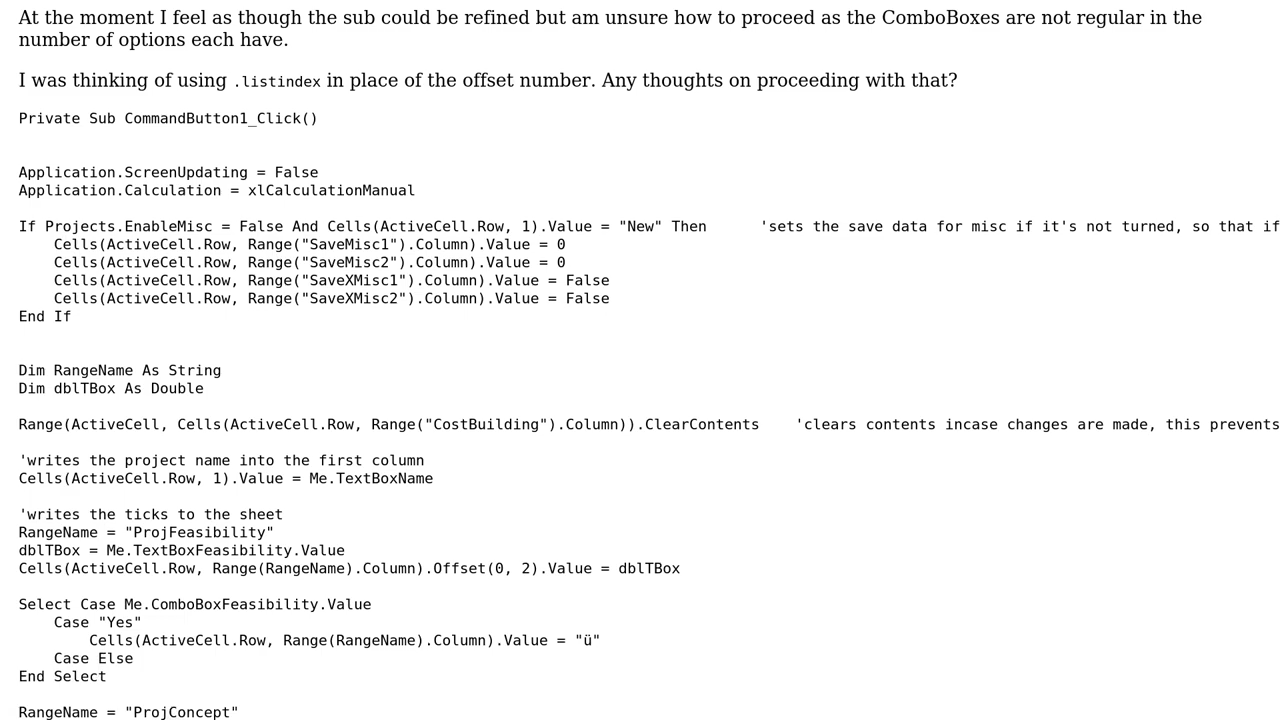 At the moment I feel as though the sub could be refined but am unsure how to proceed as the ComboBoxes are not regular in the
number of options each have.
I was thinking of using .listindex in place of the offset number. Any thoughts on proceeding with that?
Private Sub CommandButton1_Click()
Application.ScreenUpdating = False
Application.Calculation = xlCalculationManual
If Projects.EnableMisc = False And Cells(ActiveCell.Row, 1).Value = "New" Then      'sets the save data for misc if it's not turned, so that if
    Cells(ActiveCell.Row, Range("SaveMisc1").Column).Value = 0
    Cells(ActiveCell.Row, Range("SaveMisc2").Column).Value = 0
    Cells(ActiveCell.Row, Range("SaveXMisc1").Column).Value = False
    Cells(ActiveCell.Row, Range("SaveXMisc2").Column).Value = False
End If
Dim RangeName As String
Dim dblTBox As Double
Range(ActiveCell, Cells(ActiveCell.Row, Range("CostBuilding").Column)).ClearContents    'clears contents incase changes are made, this prevents
'writes the project name into the first column
Cells(ActiveCell.Row, 1).Value = Me.TextBoxName
'writes the ticks to the sheet
RangeName = "ProjFeasibility"
dblTBox = Me.TextBoxFeasibility.Value
Cells(ActiveCell.Row, Range(RangeName).Column).Offset(0, 2).Value = dblTBox
Select Case Me.ComboBoxFeasibility.Value
    Case "Yes"
        Cells(ActiveCell.Row, Range(RangeName).Column).Value = "ü"
    Case Else
End Select
RangeName = "ProjConcept"